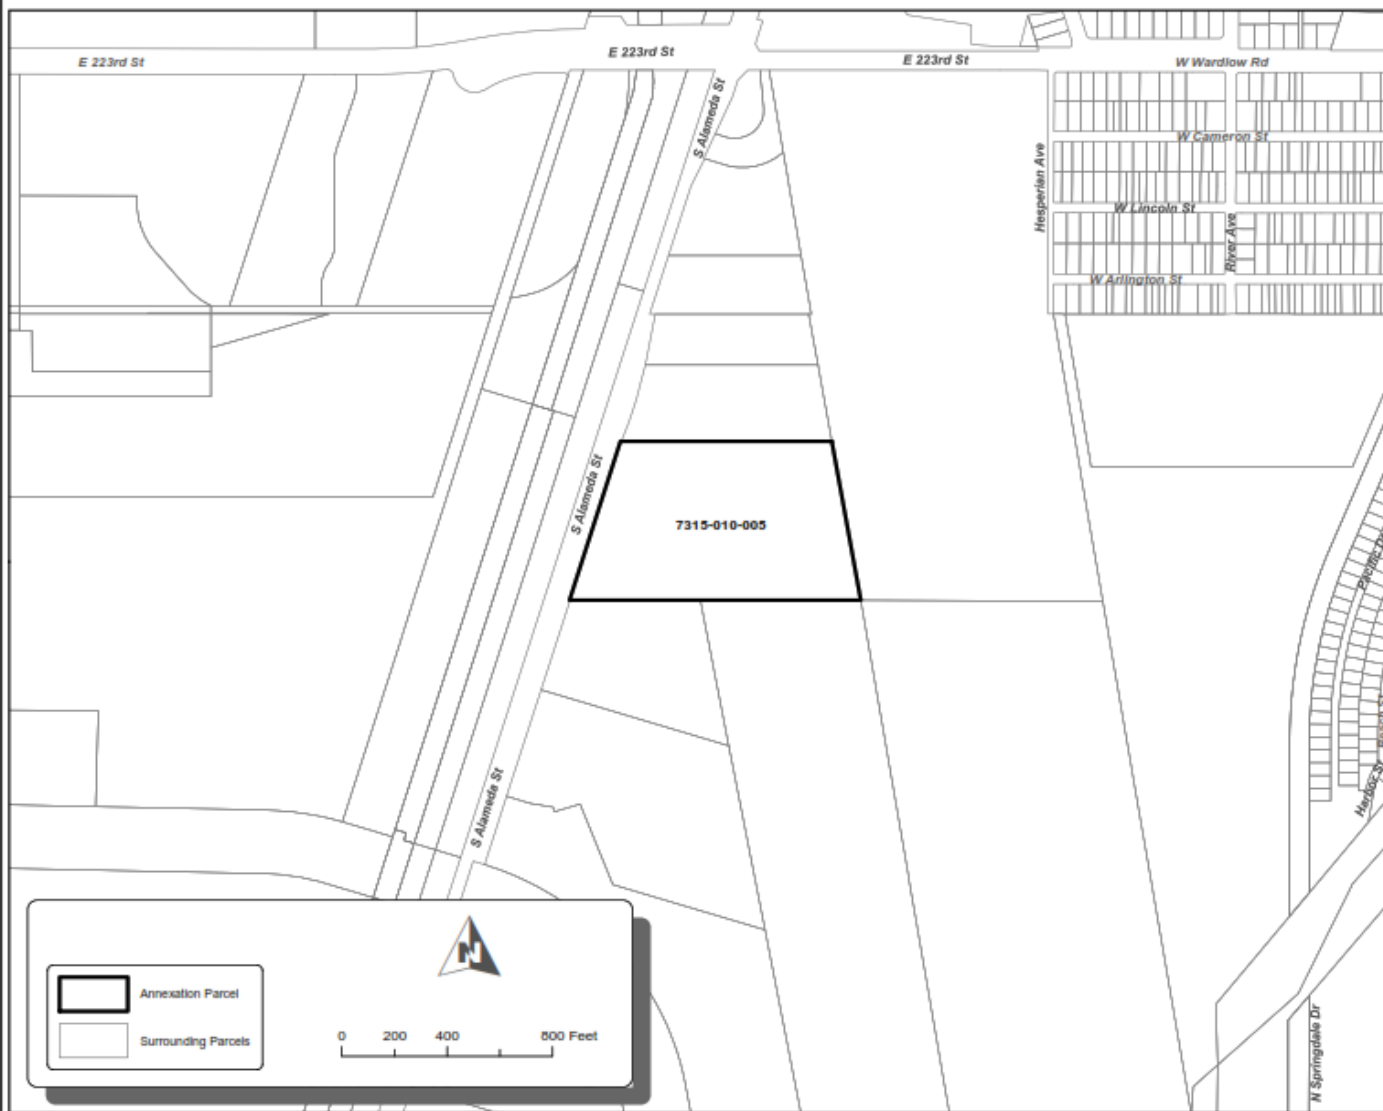 E 223rd St
E 223rd St
E 223rd St
W Wardlow Rd
S Alameda St
W Cameron St
Hesperian Ave
W Lincoln St
River Ave
W Arlington St
S Alameda St
7315-010-005
Pacific Dr
Harbor St
S Alameda St
N
Annexation Parcel
Surrounding Parcels
0 200 400 800 Feet
N Springdale Dr